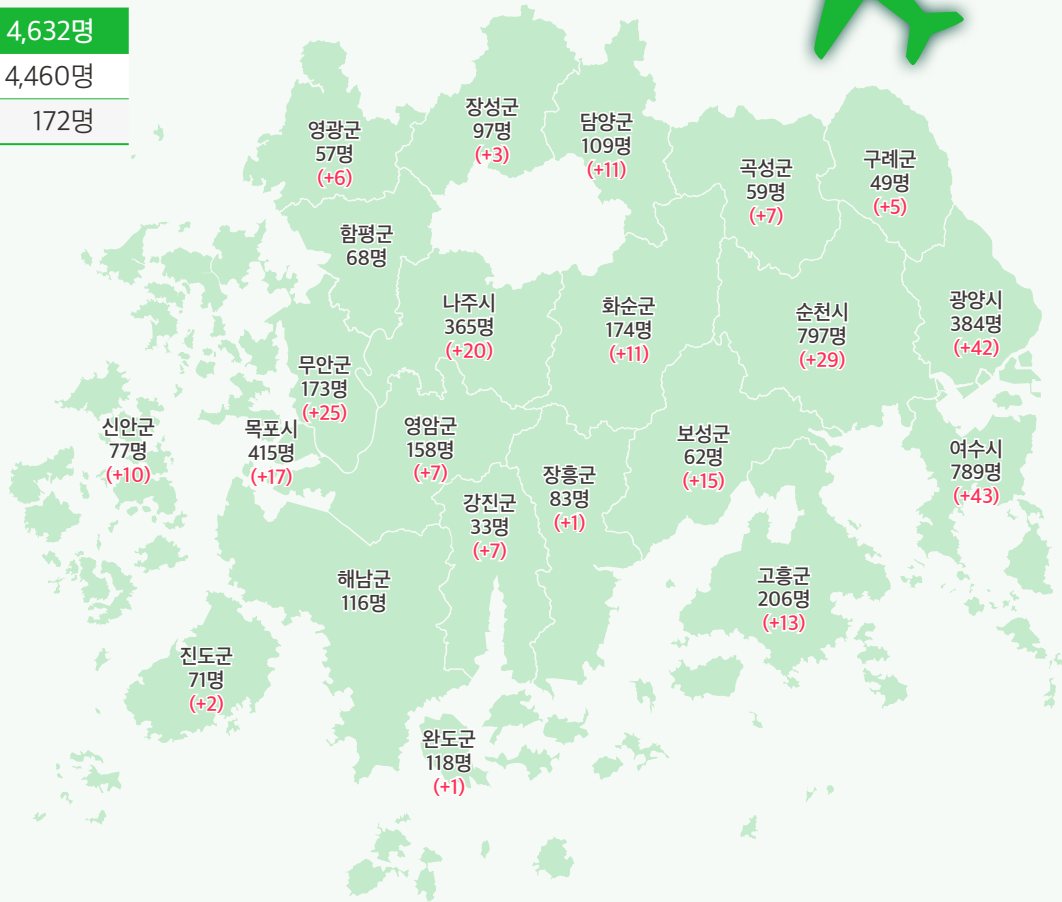 4,632명
4,460명
172명
영광군
57명
(+6)
장성군
97명
(+3)
담양군
109명
(+11)
곡성군
59명
(+7)
구례군
49명
(+5)
함평군
68명
나주시
365명
(+20)
화순군
174명
(+11)
순천시
797명
(+29)
광양시
384명
(+42)
무안군
173명
(+25)
신안군
77명
(+10)
목포시
415명
(+17)
영암군
158명
(+7)
보성군
62명
(+15)
여수시
789명
(+43)
장흥군
83명
(+1)
강진군
33명
(+7)
해남군
116명
고흥군
206명
(+13)
진도군
71명
(+2)
완도군
118명
(+1)